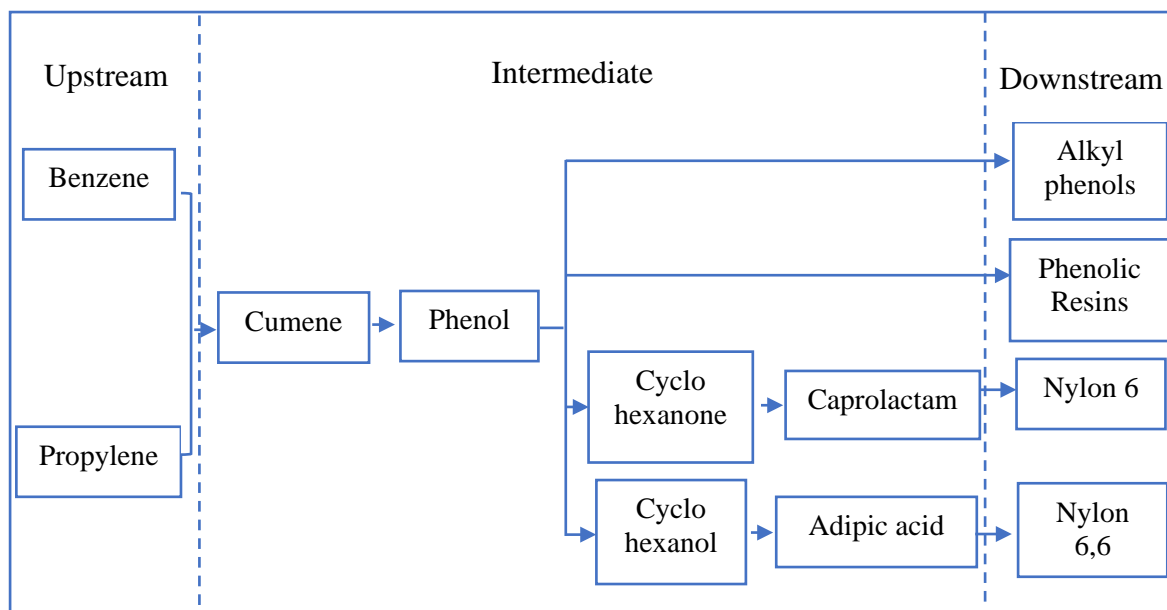 Upstream
Intermediate
Downstream
Benzene
Propylene
Cumene
Phenol
Cyclo
hexanone
Caprolactam
Cyclo
hexanol
Adipic acid
Alkyl
phenols
Phenolic
Resins
Nylon 6
Nylon
6,6